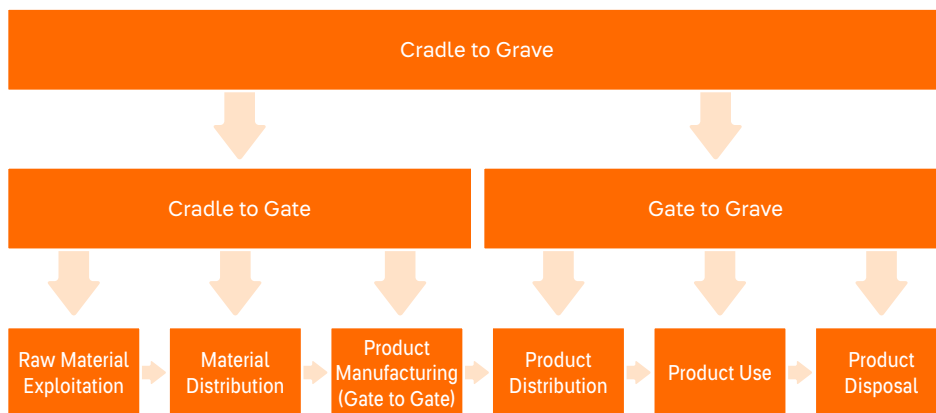 Cradle to Grave
Cradle to Gate
Gate to Grave
Raw Material
Exploitation
Material
Distribution
Product
Manufacturing
(Gate to Gate)
Product
Distribution
Product Use
Product
Disposal